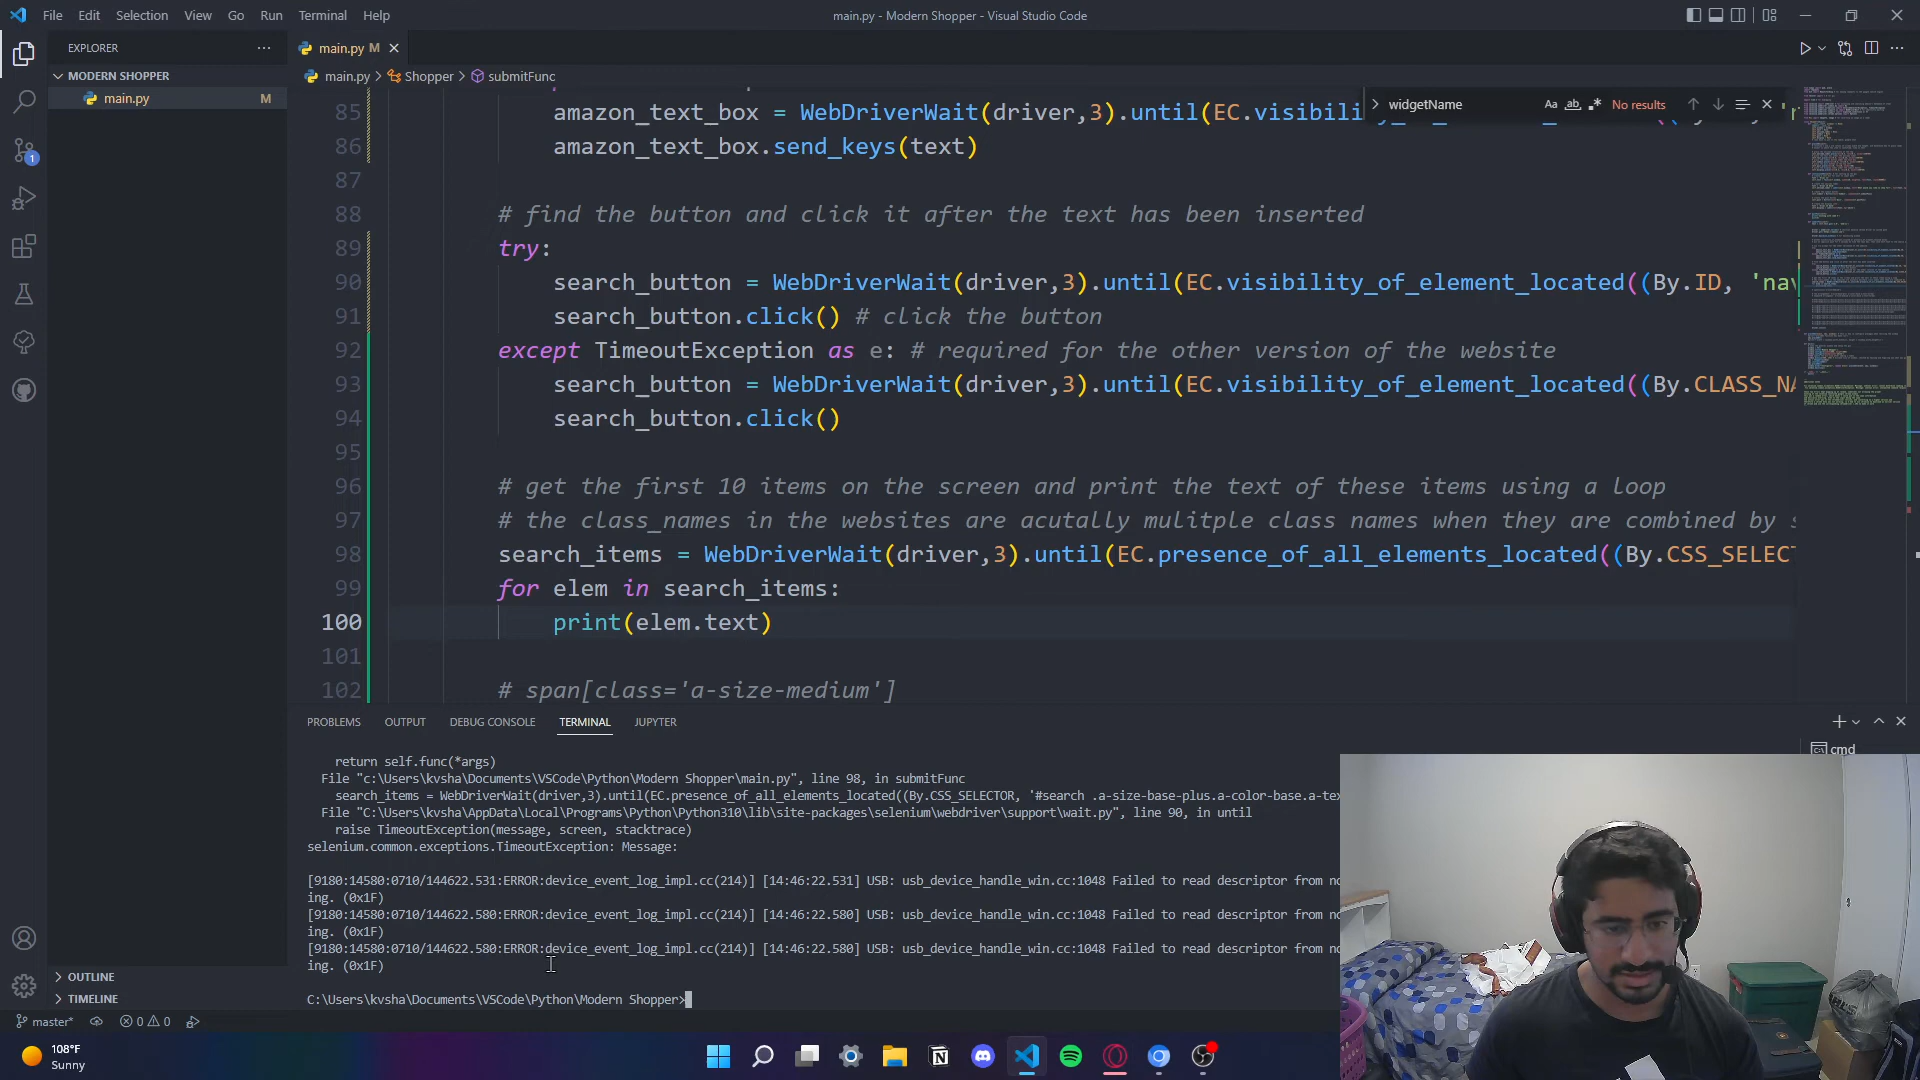 File Edit Selection View Go Run Terminal Help
main.py - Modern Shopper - Visual Studio Code
EXPLORER
MODERN SHOPPER
main.py M
OUTLINE
TIMELINE
main.py M
main.py > Shopper > submitFunc
widgetName
Aa ab
No results
85 amazon_text_box = WebDriverWait(driver,3).until(EC.
86 amazon_text_box.send_keys(text)
87
88 # find the button and click it after the text has been inserted
89 try:
90 search_button = WebDriverWait(driver,3).until(EC.visibility_of_element_located((By.ID, 'nav
91 search_button.click() # click the button
92 except TimeoutException as e: # required for the other version of the website
93 search_button = WebDriverWait(driver,3).until(EC.visibility_of_element_located((By.CLASS_NA
94 search_button.click()
95
96 # get the first 10 items on the screen and print the text of these items using a loop
97 # the class_names in the websites are acutally mulitple class names when they are combined by s
98 search_items = WebDriverWait(driver,3).until(EC.presence_of_all_elements_located((By.CSS_SELECT
99 for elem in search_items:
100 print(elem.text)
101
102 # span[class='a-size-medium']
PROBLEMS OUTPUT DEBUG CONSOLE TERMINAL JUPYTER
cmd
return self.func(*args)
File "c:\Users\kvsha\Documents\VSCode\Python\Modern Shopper\main.py", line 98, in submitFunc
search_items = WebDriverWait(driver,3).until(EC.presence_of_all_elements_located((By.CSS_SELECTOR, '#search .a-size-base-plus.a-color-base.a-tex
File "C:\Users\kvsha\AppData\Local\Programs\Python\Python310\lib\site-packages\selenium\webdriver\support\wait.py", line 90, in until
raise TimeoutException(message, screen, stacktrace)
selenium.common.exceptions.TimeoutException: Message:
[9180:14580:0710/144622.531:ERROR:device_event_log_impl.cc(214)] [14:46:22.531] USB: usb_device_handle_win.cc:1048 Failed to read descriptor from no
ing. (0x1F)
[9180:14580:0710/144622.580:ERROR:device_event_log_impl.cc(214)] [14:46:22.580] USB: usb_device_handle_win.cc:1048 Failed to read descriptor from no
ing. (0x1F)
[9180:14580:0710/144622.580:ERROR:device_event_log_impl.cc(214)] [14:46:22.580] USB: usb_device_handle_win.cc:1048 Failed to read descriptor from no
ing. (0x1F)
C:\Users\kvsha\Documents\VSCode\Python\Modern Shopper>
master* 0 0
1
108°F
Sunny